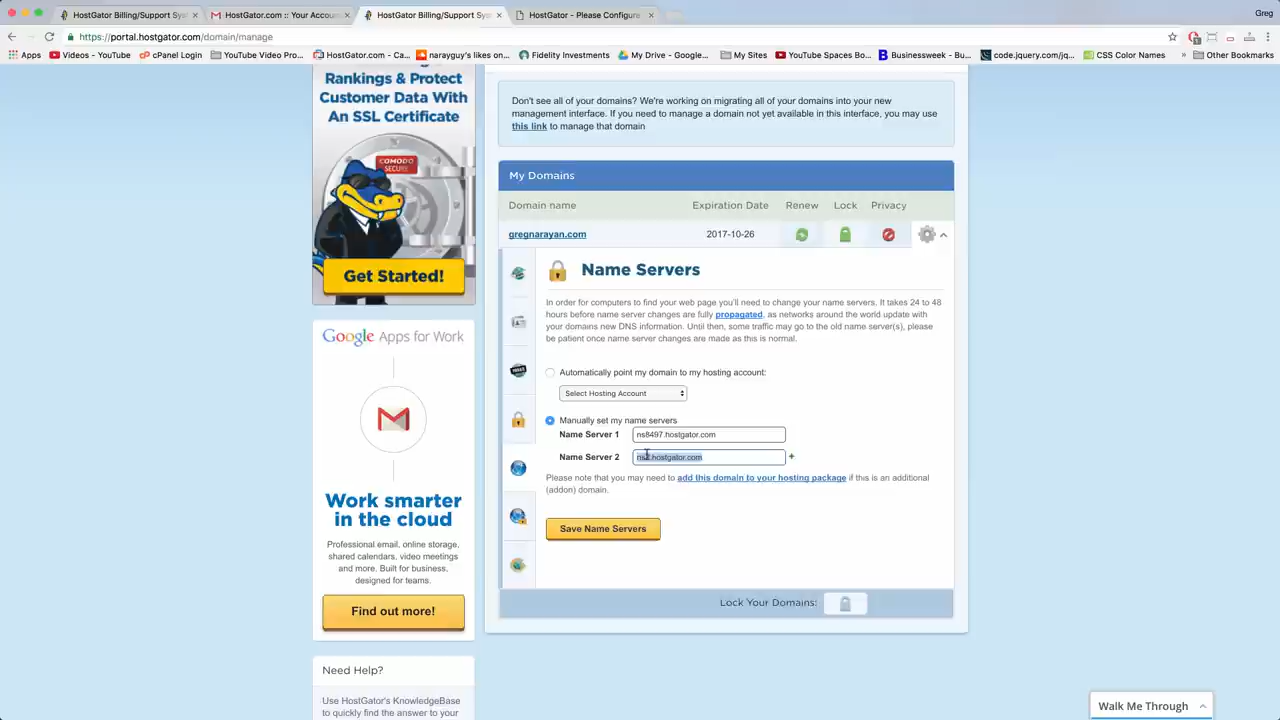 HostGator Billing/Support Sys
HostGator.com :: Your Accoun
HostGator Billing/Support Sys
HostGator - Please Configure
Greg
https://portal.hostgator.com/domain/manage
Apps
Videos - YouTube
cPanel Login
YouTube Video Pro...
HostGator.com - Ca...
narayguy's likes on...
Fidelity Investments
My Drive - Google...
My Sites
YouTube Spaces Bo...
Businessweek - Bu...
code.jquery.com/jq...
CSS Color Names
»
Other Bookmarks
Rankings & Protect
Customer Data With
An SSL Certificate
COMODO
SECURE
Get Started!
Google Apps for Work
Work smarter
in the cloud
Professional email, online storage,
shared calendars, video meetings
and more. Built for business,
designed for teams.
Find out more!
Need Help?
Use HostGator's KnowledgeBase
to quickly find the answer to your
Don't see all of your domains? We're working on migrating all of your domains into your new
management interface. If you need to manage a domain not yet available in this interface, you may use
this link to manage that domain
My Domains
Domain name
Expiration Date
Renew
Lock
Privacy
gregnarayan.com
2017-10-26
Name Servers
In order for computers to find your web page you'll need to change your name servers. It takes 24 to 48
hours before name server changes are fully propagated, as networks around the world update with
your domains new DNS information. Until then, some traffic may go to the old name server(s), please
be patient once name server changes are made as this is normal.
Automatically point my domain to my hosting account:
Select Hosting Account
Manually set my name servers
Name Server 1
ns8497.hostgator.com
Name Server 2
+
Please note that you may need to add this domain to your hosting package if this is an additional
(addon) domain.
Save Name Servers
Lock Your Domains:
Walk Me Through